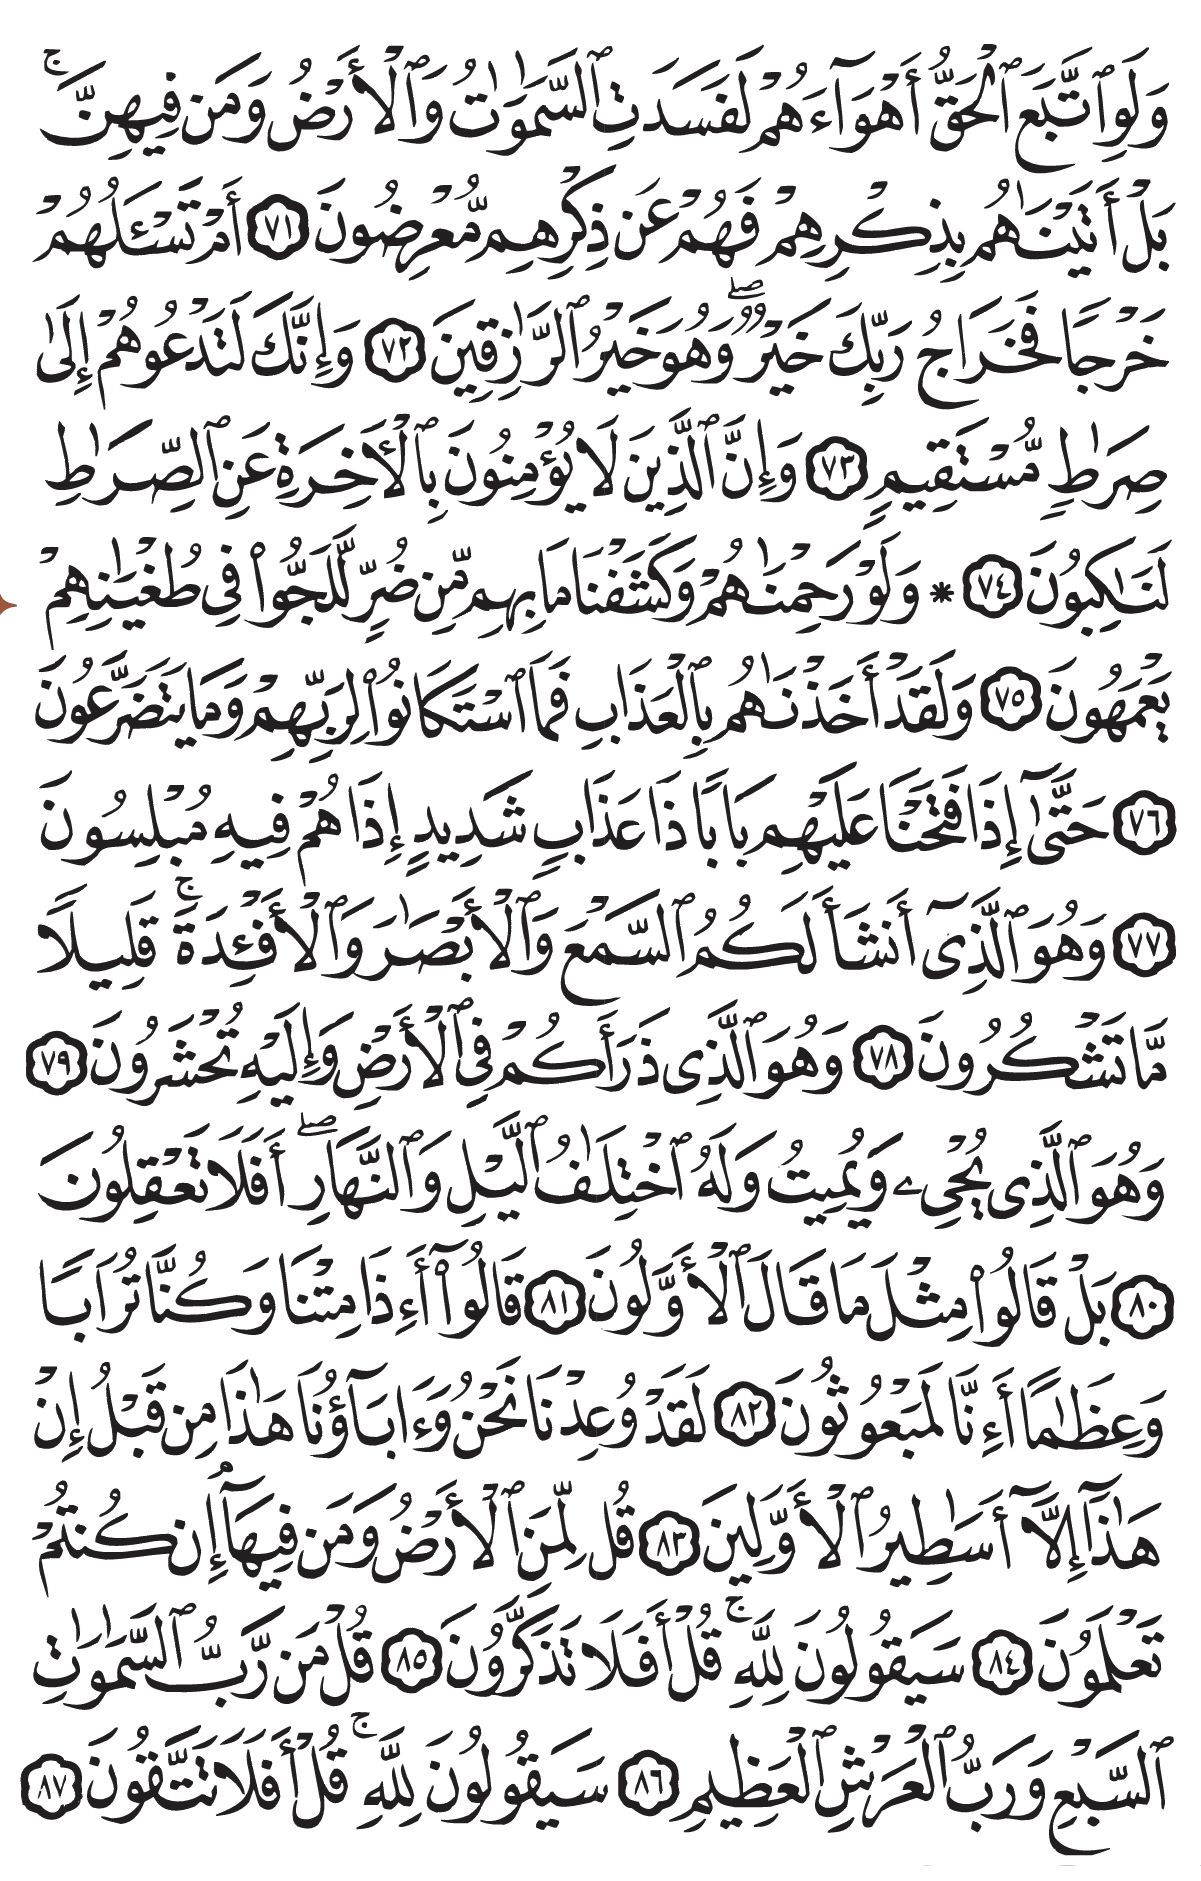 وَلَوِ ٱتَّبَعَ ٱلْحَقُّ أَهْوَآءَهُمْ لَفَسَدَتِ ٱلسَّمَٰوَٰتُ وَٱلْأَرْضُ وَمَن فِيهِنَّ ۚ
بَلْ أَتَيْنَٰهُم بِذِكْرِهِمْ فَهُمْ عَن ذِكْرِهِم مُّعْرِضُونَ ٧١ أَمْ تَسْـَٔلُهُمْ
خَرْجًا فَخَرَاجُ رَبِّكَ خَيْرٌ ۖ وَهُوَ خَيْرُ ٱلرَّٰزِقِينَ ٧٢ وَإِنَّكَ لَتَدْعُوهُمْ إِلَىٰ
صِرَٰطٍ مُّسْتَقِيمٍ ٧٣ وَإِنَّ ٱلَّذِينَ لَا يُؤْمِنُونَ بِٱلْأَخِرَةِ عَنِ ٱلصِّرَٰطِ
لَنَٰكِبُونَ ٧٤ * وَلَوْ رَحِمْنَٰهُمْ وَكَشَفْنَا مَا بِهِم مِّن ضُرٍّ لَّلَجُّوا۟ فِى طُغْيَٰنِهِمْ
يَعْمَهُونَ ٧٥ وَلَقَدْ أَخَذْنَٰهُم بِٱلْعَذَابِ فَمَا ٱسْتَكَانُوا۟ لِرَبِّهِمْ وَمَا يَتَضَرَّعُونَ
٧٦ حَتَّىٰٓ إِذَا فَتَحْنَا عَلَيْهِم بَابًا ذَا عَذَابٍ شَدِيدٍ إِذَا هُمْ فِيهِ مُبْلِسُونَ
٧٧ وَهُوَ ٱلَّذِىٓ أَنشَأَ لَكُمُ ٱلسَّمْعَ وَٱلْأَبْصَٰرَ وَٱلْأَفْـِٔدَةَ ۚ قَلِيلًا
مَّا تَشْكُرُونَ ٧٨ وَهُوَ ٱلَّذِى ذَرَأَكُمْ فِى ٱلْأَرْضِ وَإِلَيْهِ تُحْشَرُونَ ٧٩
وَهُوَ ٱلَّذِى يُحْىِۦ وَيُمِيتُ وَلَهُ ٱخْتِلَٰفُ ٱلَّيْلِ وَٱلنَّهَارِ ۖ أَفَلَا تَعْقِلُونَ
٨٠ بَلْ قَالُوا۟ مِثْلَ مَا قَالَ ٱلْأَوَّلُونَ ٨١ قَالُوٓا۟ أَءِذَا مِتْنَا وَكُنَّا تُرَابًا
وَعِظَٰمًا أَءِنَّا لَمَبْعُوثُونَ ٨٢ لَقَدْ وُعِدْنَا نَحْنُ وَءَابَآؤُنَا هَٰذَا مِن قَبْلُ إِنْ
هَٰذَآ إِلَّآ أَسَٰطِيرُ ٱلْأَوَّلِينَ ٨٣ قُل لِّمَنِ ٱلْأَرْضُ وَمَن فِيهَآ إِن كُنتُمْ
تَعْلَمُونَ ٨٤ سَيَقُولُونَ لِلَّهِ ۚ قُلْ أَفَلَا تَذَكَّرُونَ ٨٥ قُلْ مَن رَّبُّ ٱلسَّمَٰوَٰتِ
ٱلسَّبْعِ وَرَبُّ ٱلْعَرْشِ ٱلْعَظِيمِ ٨٦ سَيَقُولُونَ لِلَّهِ ۚ قُلْ أَفَلَا تَتَّقُونَ ٨٧